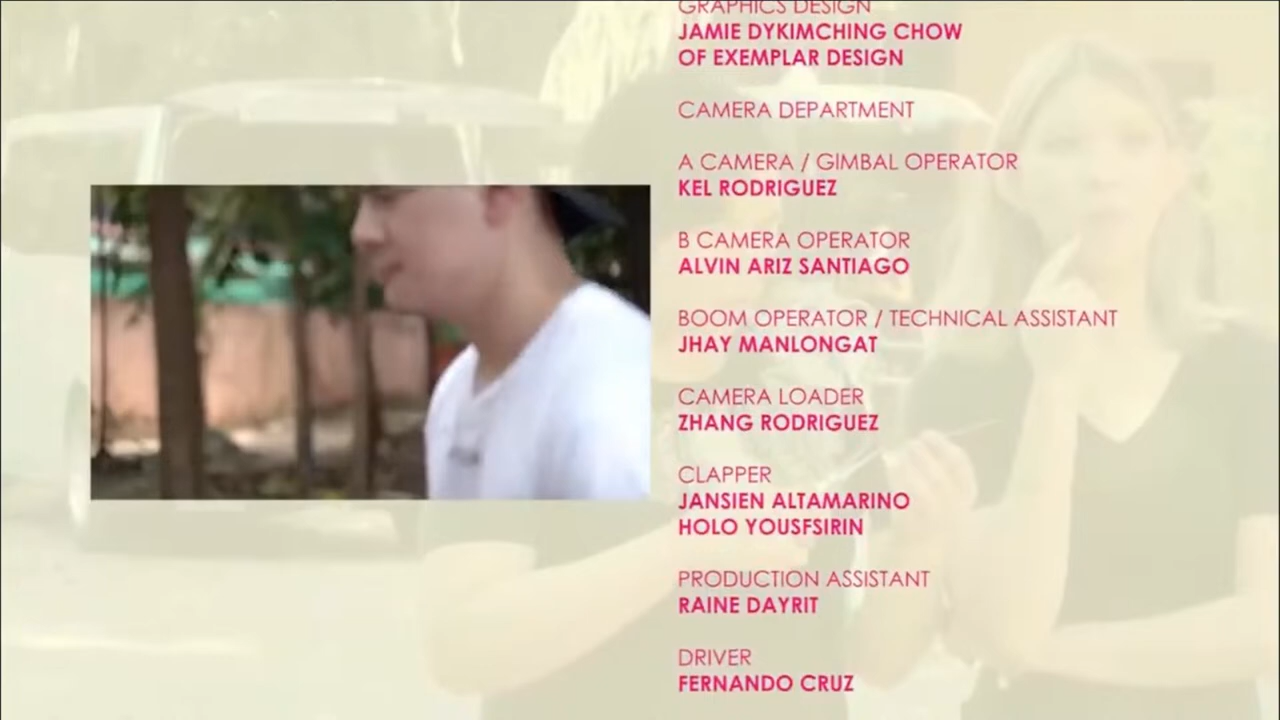 GRAPHICS DESIGN
JAMIE DYKIMCHING CHOW
OF EXEMPLAR DESIGN
CAMERA DEPARTMENT
A CAMERA / GIMBAL OPERATOR
KEL RODRIGUEZ
B CAMERA OPERATOR
ALVIN ARIZ SANTIAGO
BOOM OPERATOR / TECHNICAL ASSISTANT
JHAY MANLONGAT
CAMERA LOADER
ZHANG RODRIGUEZ
CLAPPER
JANSIEN ALTAMARINO
HOLO YOUSFSIRIN
PRODUCTION ASSISTANT
RAINE DAYRIT
DRIVER
FERNANDO CRUZ